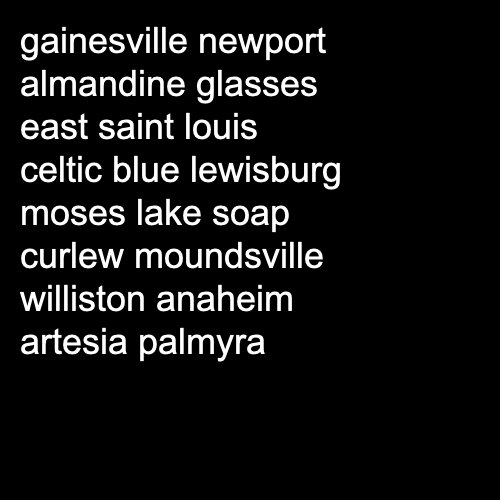 gainesville newport
almandine glasses
east saint louis
celtic blue lewisburg
moses lake soap
curlew moundsville
williston anaheim
artesia palmyra